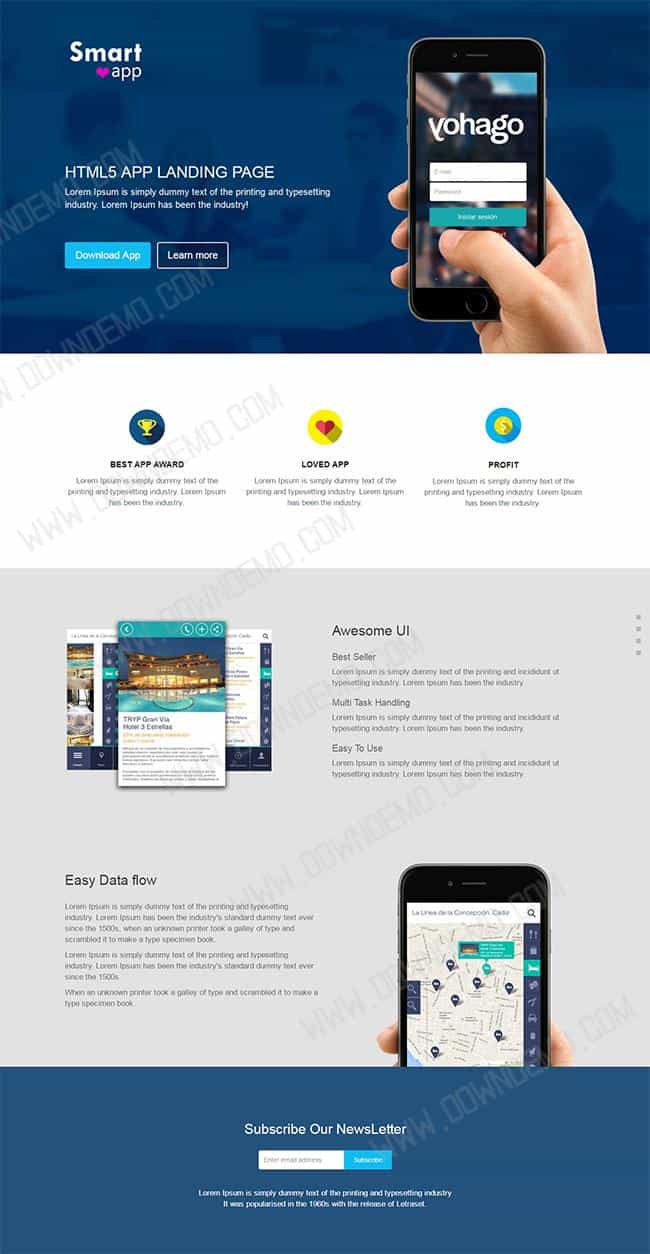 Smart
app
HTML5 APP LANDING PAGE
Lorem Ipsum is simply dummy text of the printing and typesetting
industry. Lorem Ipsum has been the industry!
Download App
Learn more
yohago
E-mail
Password
Iniciar sesión
BEST APP AWARD
Lorem Ipsum is simply dummy text of the
printing and typesetting industry. Lorem Ipsum
has been the industry.
LOVED APP
Lorem Ipsum is simply dummy text of the
printing and typesetting industry. Lorem Ipsum
has been the industry.
PROFIT
Lorem Ipsum is simply dummy text of the
printing and typesetting industry. Lorem Ipsum
has been the industry.
La Línea de la Concepción
Cádiz
TRYP Gran Vía
Hotel 3 Estrellas
Awesome UI
Best Seller
Lorem Ipsum is simply dummy text of the printing and incididunt ut
typesetting industry. Lorem Ipsum has been the industry.
Multi Task Handling
Lorem Ipsum is simply dummy text of the printing and incididunt ut
typesetting industry. Lorem Ipsum has been the industry.
Easy To Use
Lorem Ipsum is simply dummy text of the printing and incididunt ut
typesetting industry. Lorem Ipsum has been the industry.
Easy Data flow
Lorem Ipsum is simply dummy text of the printing and typesetting
industry. Lorem Ipsum has been the industry's standard dummy text ever
since the 1500s, when an unknown printer took a galley of type and
scrambled it to make a type specimen book.
Lorem Ipsum is simply dummy text of the printing and typesetting
industry. Lorem Ipsum has been the industry's standard dummy text ever
since the 1500s.
When an unknown printer took a galley of type and scrambled it to make a
type specimen book.
La Línea de la Concepción. Cádiz
Subscribe Our NewsLetter
Enter email address
Subscribe
Lorem Ipsum is simply dummy text of the printing and typesetting industry
It was popularised in the 1960s with the release of Letraset.
WWW.DOWNDEMO.COM